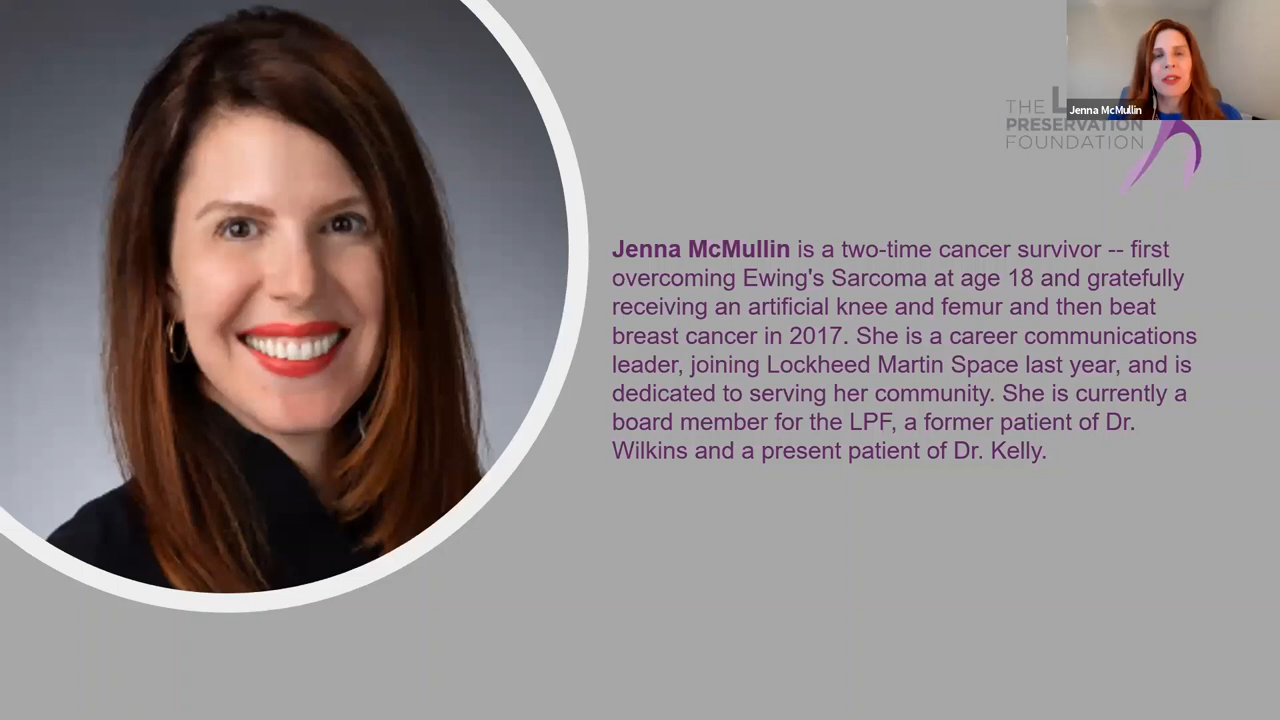 THE L
PRESERVATION
FOUNDATION
Jenna McMullin
Jenna McMullin is a two-time cancer survivor -- first
overcoming Ewing's Sarcoma at age 18 and gratefully
receiving an artificial knee and femur and then beat
breast cancer in 2017. She is a career communications
leader, joining Lockheed Martin Space last year, and is
dedicated to serving her community. She is currently a
board member for the LPF, a former patient of Dr.
Wilkins and a present patient of Dr. Kelly.